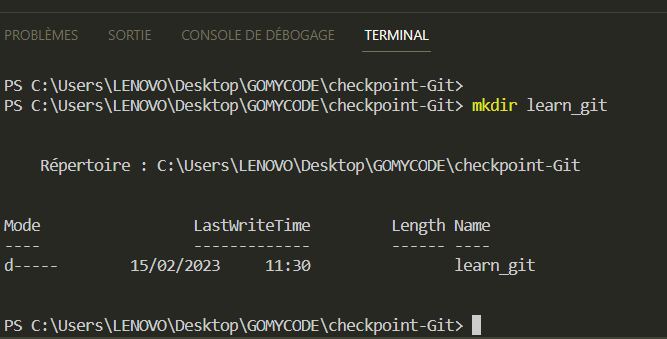 PROBLÈMES SORTIE CONSOLE DE DÉBOGAGE TERMINAL
PS C:\Users\LENOVO\Desktop\GOMYCODE\checkpoint-Git>
PS C:\Users\LENOVO\Desktop\GOMYCODE\checkpoint-Git> mkdir learn_git
Répertoire : C:\Users\LENOVO\Desktop\GOMYCODE\checkpoint-Git
Mode LastWriteTime Length Name
---- ------------- ------ ----
d----- 15/02/2023 11:30 learn_git
PS C:\Users\LENOVO\Desktop\GOMYCODE\checkpoint-Git>